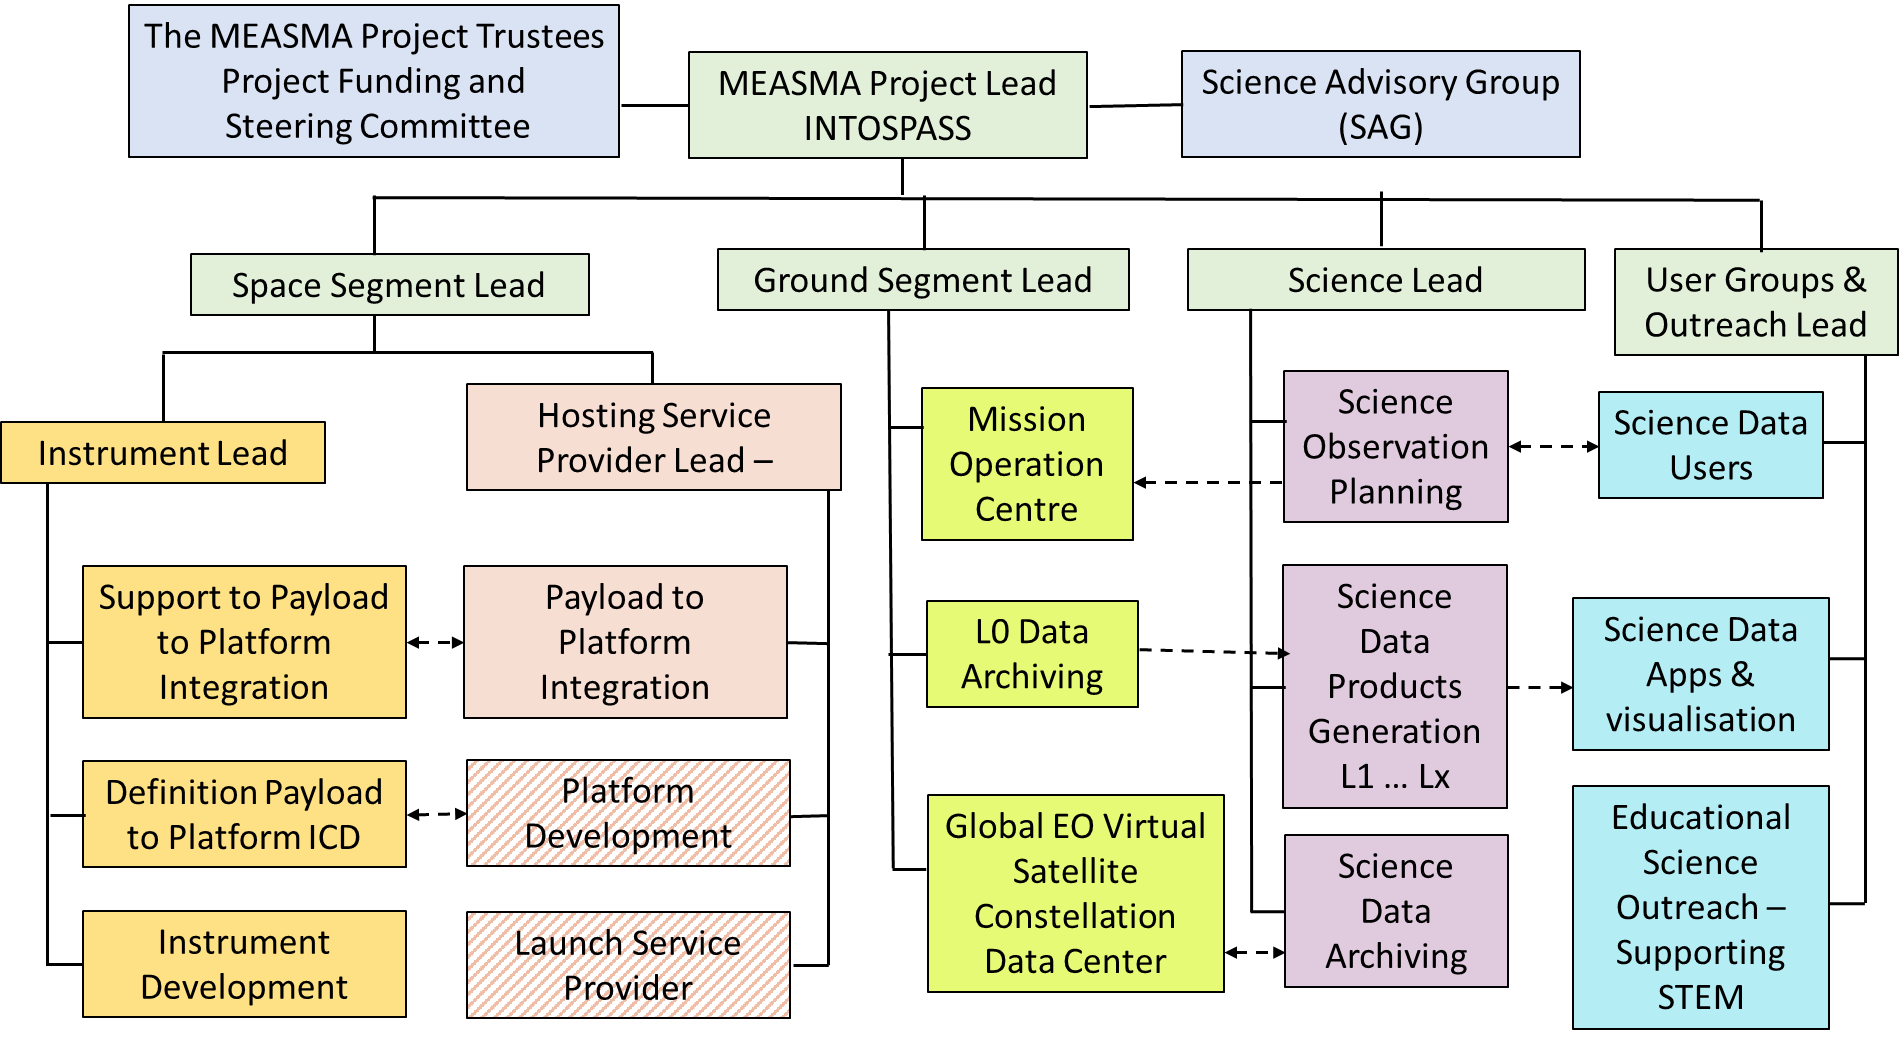 The MEASMA Project Trustees
Project Funding and
Steering Committee
MEASMA Project Lead
INTOSPASS
Science Advisory Group
(SAG)
Space Segment Lead
Ground Segment Lead
Science Lead
User Groups &
Outreach Lead
Instrument Lead
Hosting Service
Provider Lead –
Mission
Operation
Centre
Science
Observation
Planning
Science Data
Users
Support to Payload
to Platform
Integration
Payload to
Platform
Integration
L0 Data
Archiving
Science
Data
Products
Generation
L1 ... Lx
Science Data
Apps &
visualisation
Definition Payload
to Platform ICD
Platform
Development
Global EO Virtual
Satellite
Constellation
Data Center
Science
Data
Archiving
Educational
Science
Outreach –
Supporting
STEM
Instrument
Development
Launch Service
Provider